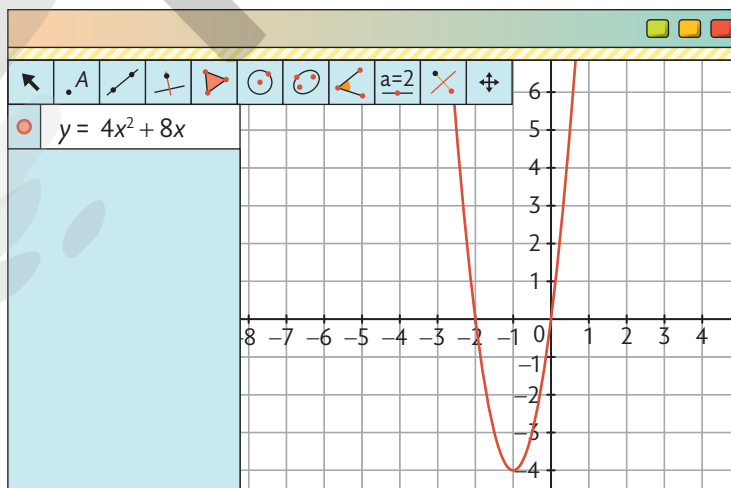 A
a=2
y = 4x² + 8x
6
5
4
3
2
1
-8 –7 –6 –5 –4 –3 –2 –1 0 1 2 3 4
–1
–2
–3
–4